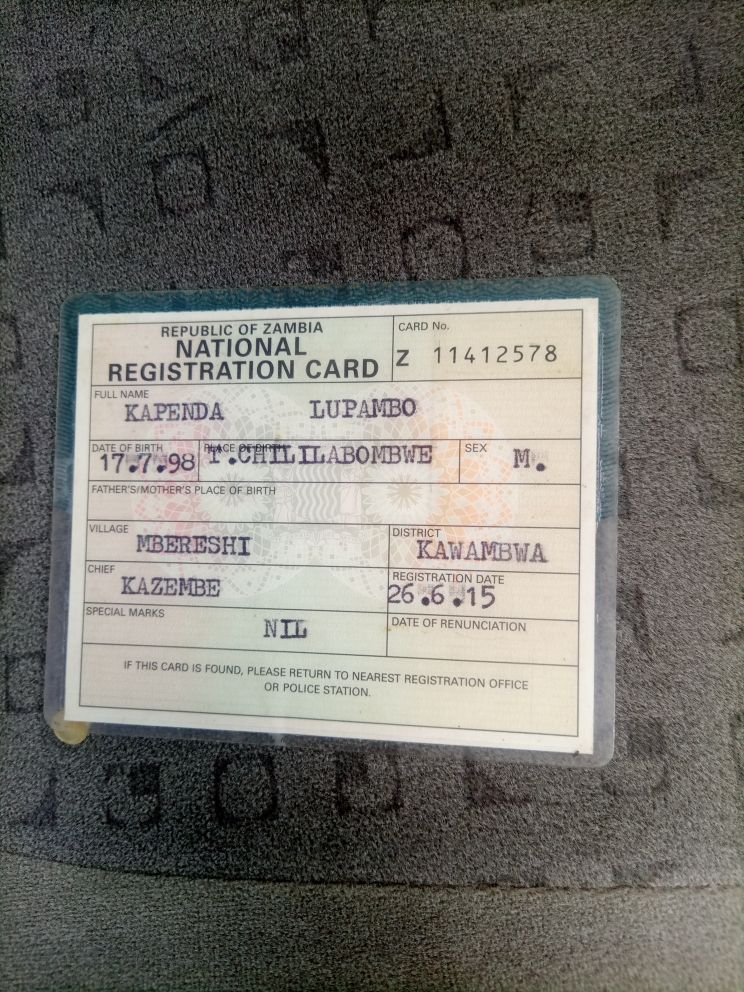 REPUBLIC OF ZAMBIA
NATIONAL
REGISTRATION CARD
CARD No.
Z 11412578
FULL NAME
KAPENDA LUPAMBO
DATE OF BIRTH
17.7.98
PLACE OF BIRTH
T.CHILILABOMBWE
SEX
M.
FATHER'S/MOTHER'S PLACE OF BIRTH
VILLAGE
MBERESHI
DISTRICT
KAWAMBWA
CHIEF
KAZEMBE
REGISTRATION DATE
26.6.15
SPECIAL MARKS
NIL
DATE OF RENUNCIATION
IF THIS CARD IS FOUND, PLEASE RETURN TO NEAREST REGISTRATION OFFICE
OR POLICE STATION.